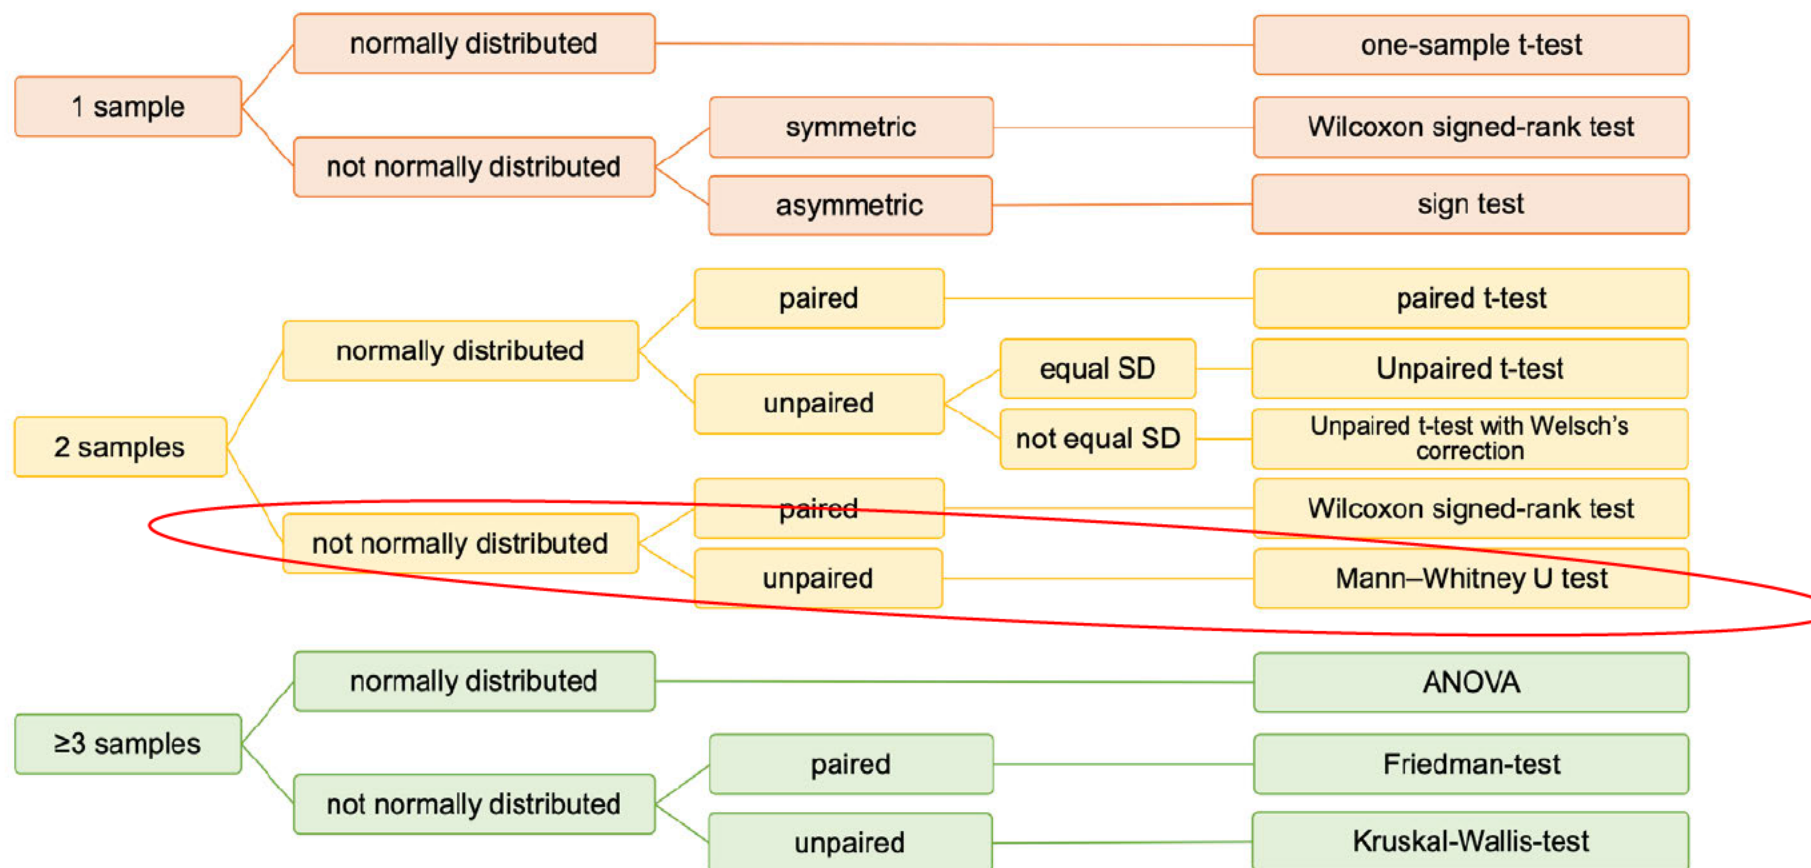 normally distributed
one-sample t-test
1 sample
symmetric
Wilcoxon signed-rank test
not normally distributed
asymmetric
sign test
paired
paired t-test
normally distributed
equal SD
Unpaired t-test
unpaired
not equal SD
Unpaired t-test with Welsch's
correction
2 samples
paired
Wilcoxon signed-rank test
not normally distributed
unpaired
Mann–Whitney U test
normally distributed
ANOVA
≥3 samples
paired
Friedman-test
not normally distributed
unpaired
Kruskal-Wallis-test